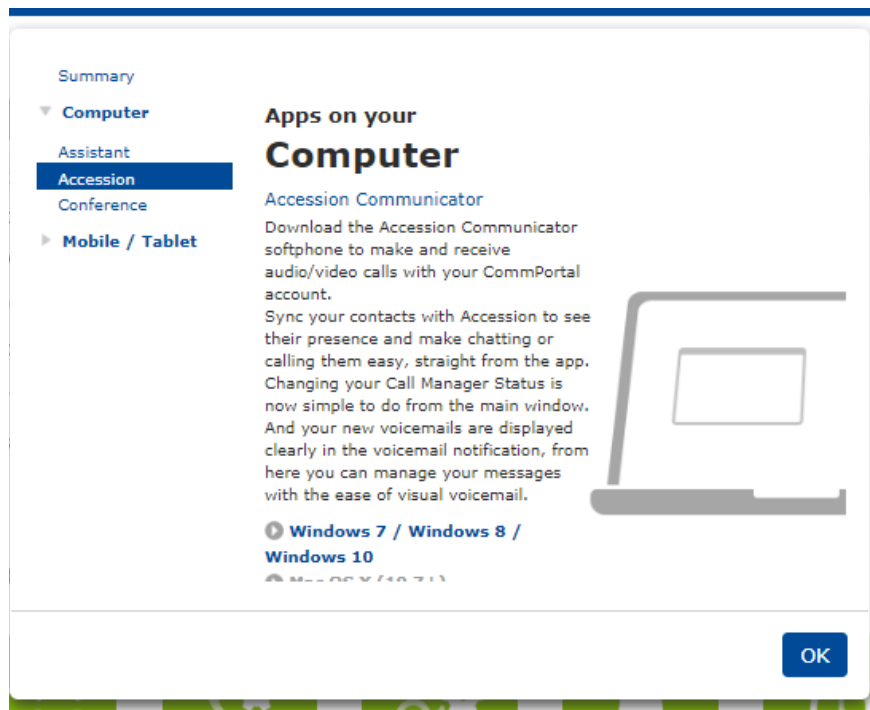 Summary
Computer
Assistant
Accession
Conference
Mobile / Tablet
Apps on your
Computer
Accession Communicator
Download the Accession Communicator
softphone to make and receive
audio/video calls with your CommPortal
account.
Sync your contacts with Accession to see
their presence and make chatting or
calling them easy, straight from the app.
Changing your Call Manager Status is
now simple to do from the main window.
And your new voicemails are displayed
clearly in the voicemail notification, from
here you can manage your messages
with the ease of visual voicemail.
Windows 7 / Windows 8 /
Windows 10
Mac OS X (10.7+)
OK